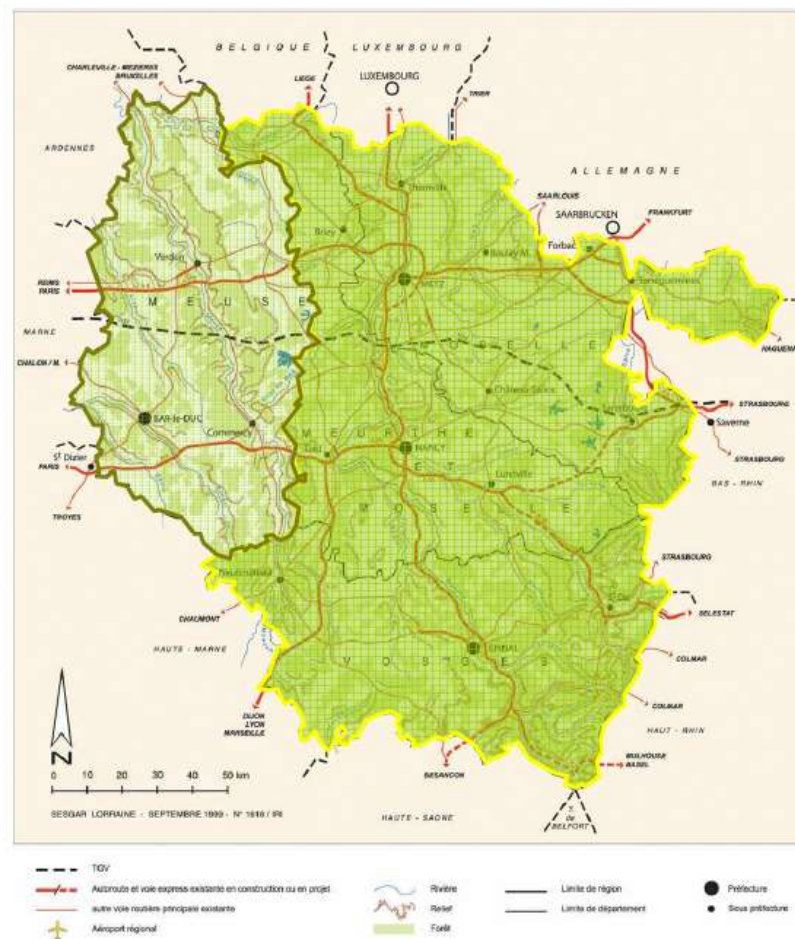 BELGIQUE LUXEMBOURG
CHARLEVILLE - MEZIERES
BRUXELLES
LIEGE
LUXEMBOURG
TRIER
ARDENNES
ALLEMAGNE
Thionville
SAARLOUIS
SAARBRUCKEN
FRANKFURT
Briey
Forbac
Boulay M.
Verdun
METZ
Sarreguemines
REIMS
PARIS
MEUSE
MARNE
MOSELLE
HAGUENA
CHALON / M.
Château Salins
STRASBOURG
BAR-le-DUC
Commercy
MEURTHE
Sarrebourg
Saverne
St Dizier
Toul
NANCY
ET
STRASBOURG
PARIS
Lunéville
BAS - RHIN
TROYES
MOSELLE
STRASBOURG
Neufchâteau
St Dié
SELESTAT
CHAUMONT
HAUTE - MARNE
EPINAL
COLMAR
VOSGES
COLMAR
DIJON
LYON
MARSEILLE
HAUT - RHIN
N
MULHOUSE
BASEL
0 10 20 30 40 50 km
BESANCON
SESGAR LORRAINE - SEPTEMBRE 1999 - N° 1616 / IRI
HAUTE - SAONE
T.
de
BELFORT
TGV
Autoroute et voie express existante en construction ou en projet
Rivière
Limite de région
Préfecture
autre voie routière principale existante
Relief
Limite de département
Sous préfecture
Aéroport régional
Forêt